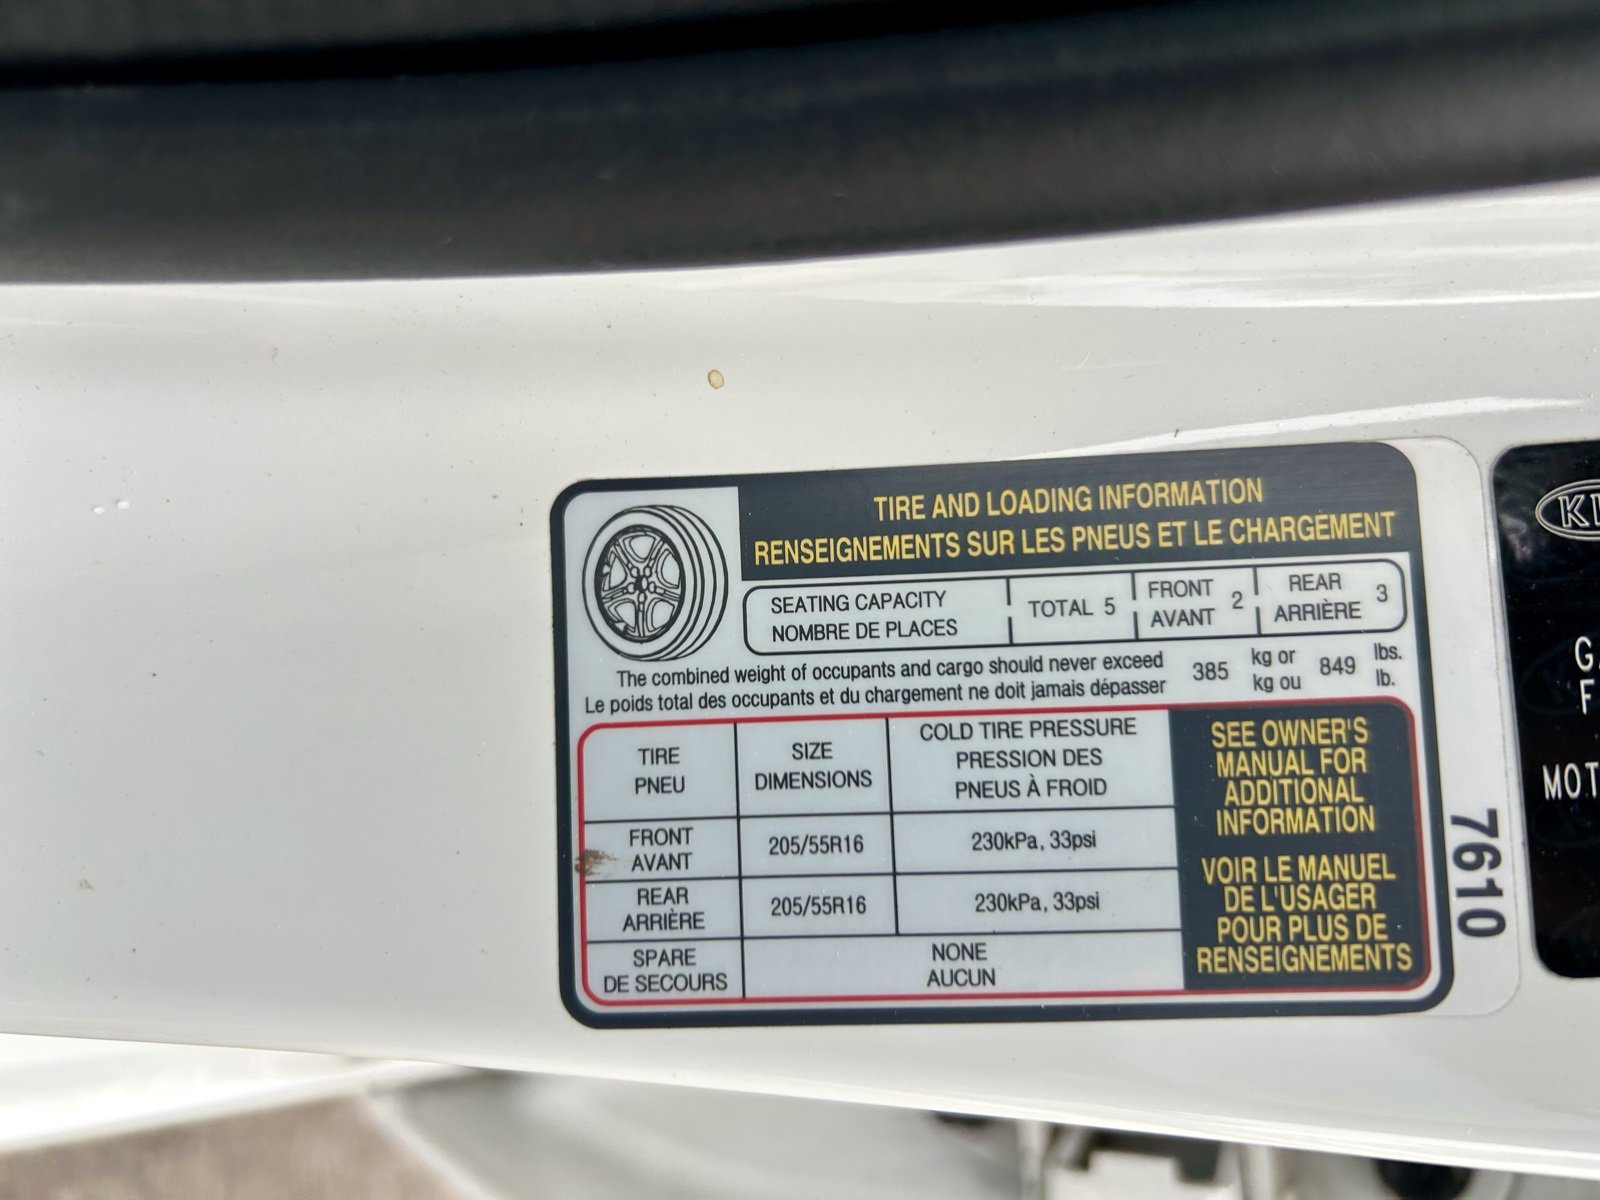 TIRE AND LOADING INFORMATION
RENSEIGNEMENTS SUR LES PNEUS ET LE CHARGEMENT
SEATING CAPACITY
NOMBRE DE PLACES
TOTAL 5
FRONT
AVANT
2
REAR
ARRIÈRE
3
The combined weight of occupants and cargo should never exceed
Le poids total des occupants et du chargement ne doit jamais dépasser
385
kg or
kg ou
849
lbs.
lb.
TIRE
PNEU
SIZE
DIMENSIONS
COLD TIRE PRESSURE
PRESSION DES
PNEUS À FROID
FRONT
AVANT
205/55R16
230kPa, 33psi
REAR
ARRIÈRE
205/55R16
230kPa, 33psi
SPARE
DE SECOURS
NONE
AUCUN
SEE OWNER'S
MANUAL FOR
ADDITIONAL
INFORMATION
VOIR LE MANUEL
DE L'USAGER
POUR PLUS DE
RENSEIGNEMENTS
7610